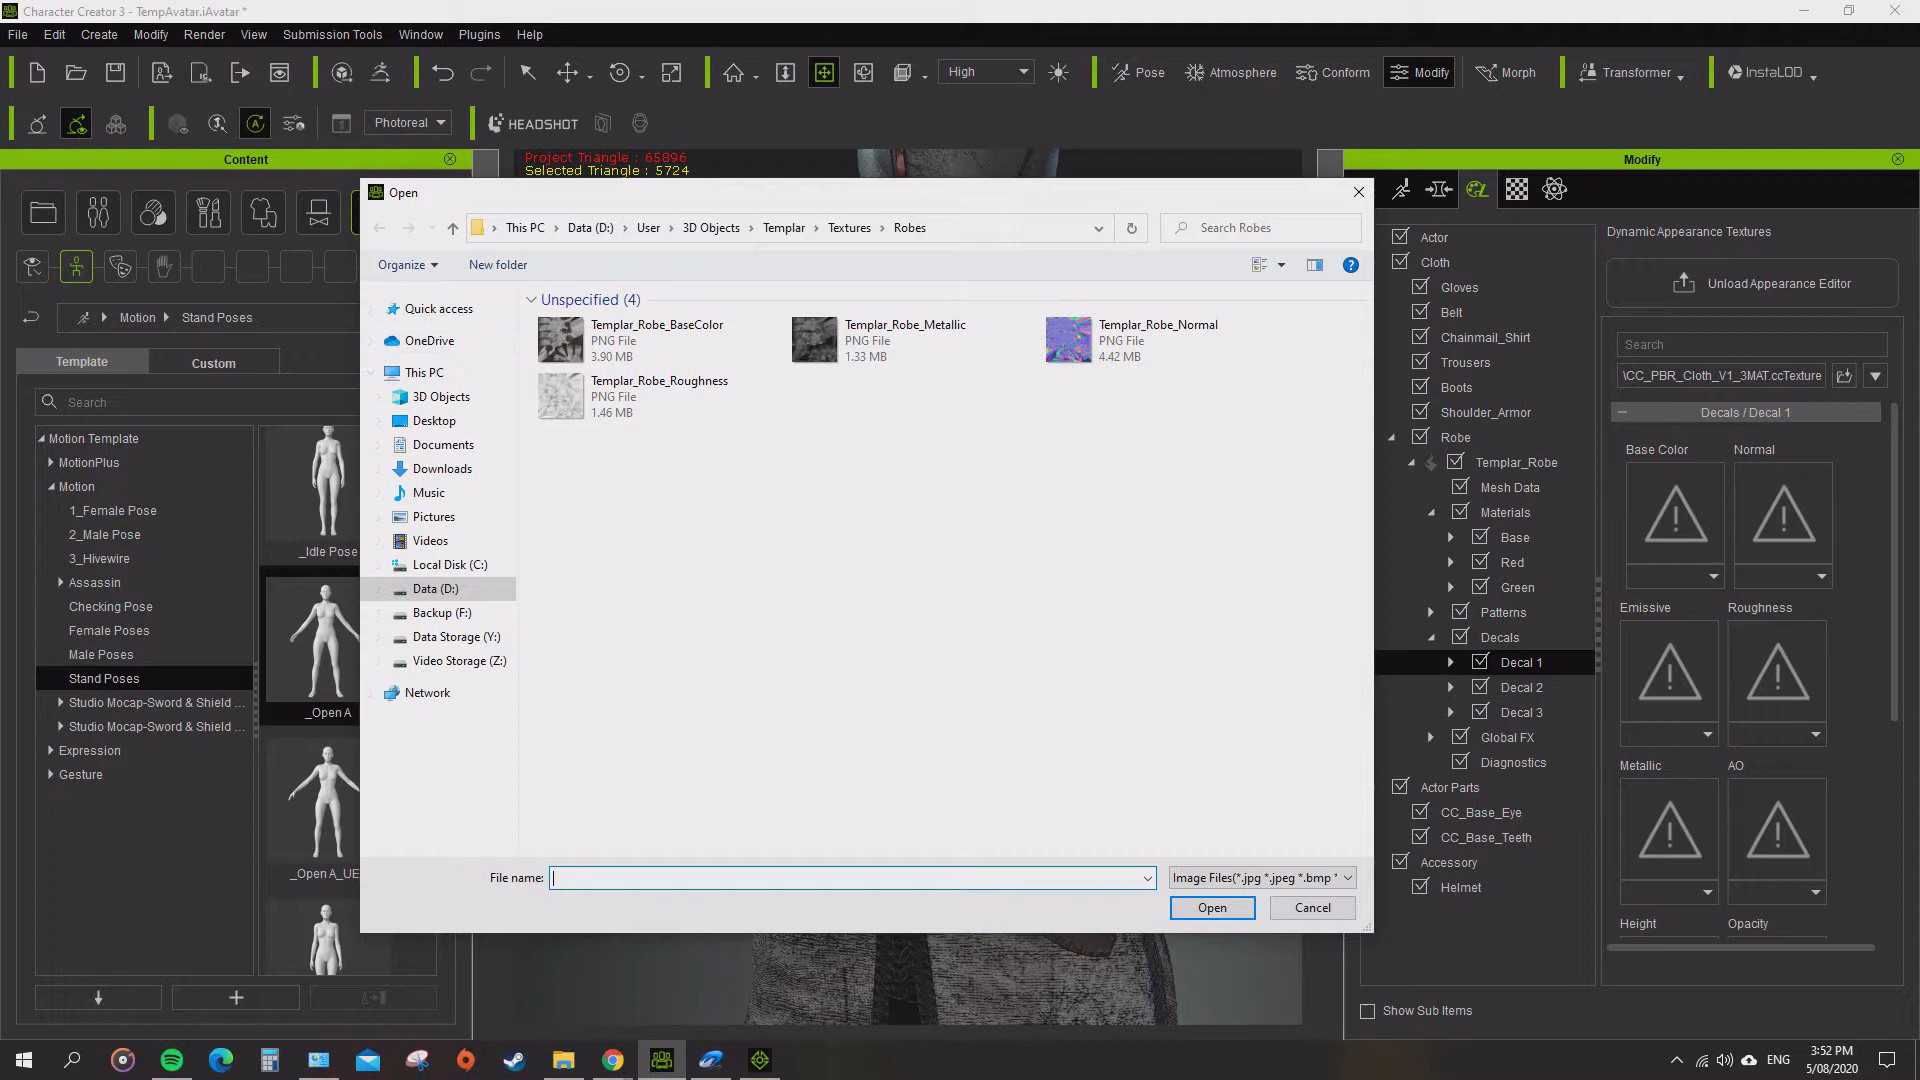 Character Creator 3 - TempAvatar.iAvatar *
File Edit Create Modify Render View Submission Tools Window Plugins Help
High Pose Atmosphere Conform Modify Morph Transformer InstaLOD
Photoreal HEADSHOT
Content
Project Triangle : 65896
Selected Triangle : 5724
Modify
Open
This PC Data (D:) User 3D Objects Templar Textures Robes
Search Robes
Organize New folder
Quick access
OneDrive
This PC
3D Objects
Desktop
Documents
Downloads
Music
Pictures
Videos
Local Disk (C:)
Data (D:)
Backup (F:)
Data Storage (Y:)
Video Storage (Z:)
Network
Unspecified (4)
Templar_Robe_BaseColor
PNG File
3.90 MB
Templar_Robe_Metallic
PNG File
1.33 MB
Templar_Robe_Normal
PNG File
4.42 MB
Templar_Robe_Roughness
PNG File
1.46 MB
File name:
Image Files(*.jpg *.jpeg *.bmp *
Open Cancel
Motion Stand Poses
Template Custom
Search
Motion Template
MotionPlus
Motion
1_Female Pose
2_Male Pose
3_Hivewire
Assassin
Checking Pose
Female Poses
Male Poses
Stand Poses
Studio Mocap-Sword & Shield ...
Studio Mocap-Sword & Shield ...
Expression
Gesture
_Idle Pose
_Open A
_Open A_UE
Actor
Cloth
Gloves
Belt
Chainmail_Shirt
Trousers
Boots
Shoulder_Armor
Robe
Templar_Robe
Mesh Data
Materials
Base
Red
Green
Patterns
Decals
Decal 1
Decal 2
Decal 3
Global FX
Diagnostics
Actor Parts
CC_Base_Eye
CC_Base_Teeth
Accessory
Helmet
Show Sub Items
Dynamic Appearance Textures
Unload Appearance Editor
Search
\CC_PBR_Cloth_V1_3MAT.ccTexture
Decals / Decal 1
Base Color Normal
Emissive Roughness
Metallic AO
Height Opacity
ENG
3:52 PM
5/08/2020